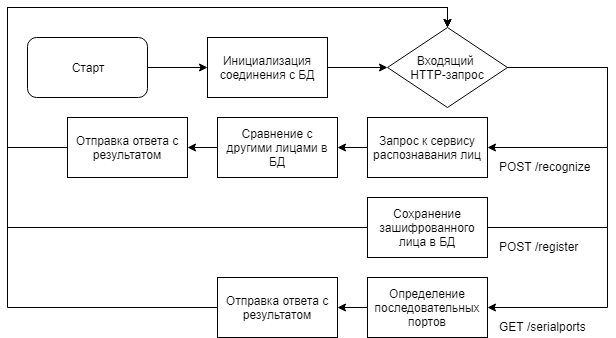 Старт
Инициализация
соединения с БД
Входящий
HTTP-запрос
Отправка ответа с
результатом
Сравнение с
другими лицами в
БД
Запрос к сервису
распознавания лиц
POST /recognize
Сохранение
зашифрованного
лица в БД
POST /register
Отправка ответа с
результатом
Определение
последовательных
портов
GET /serialports